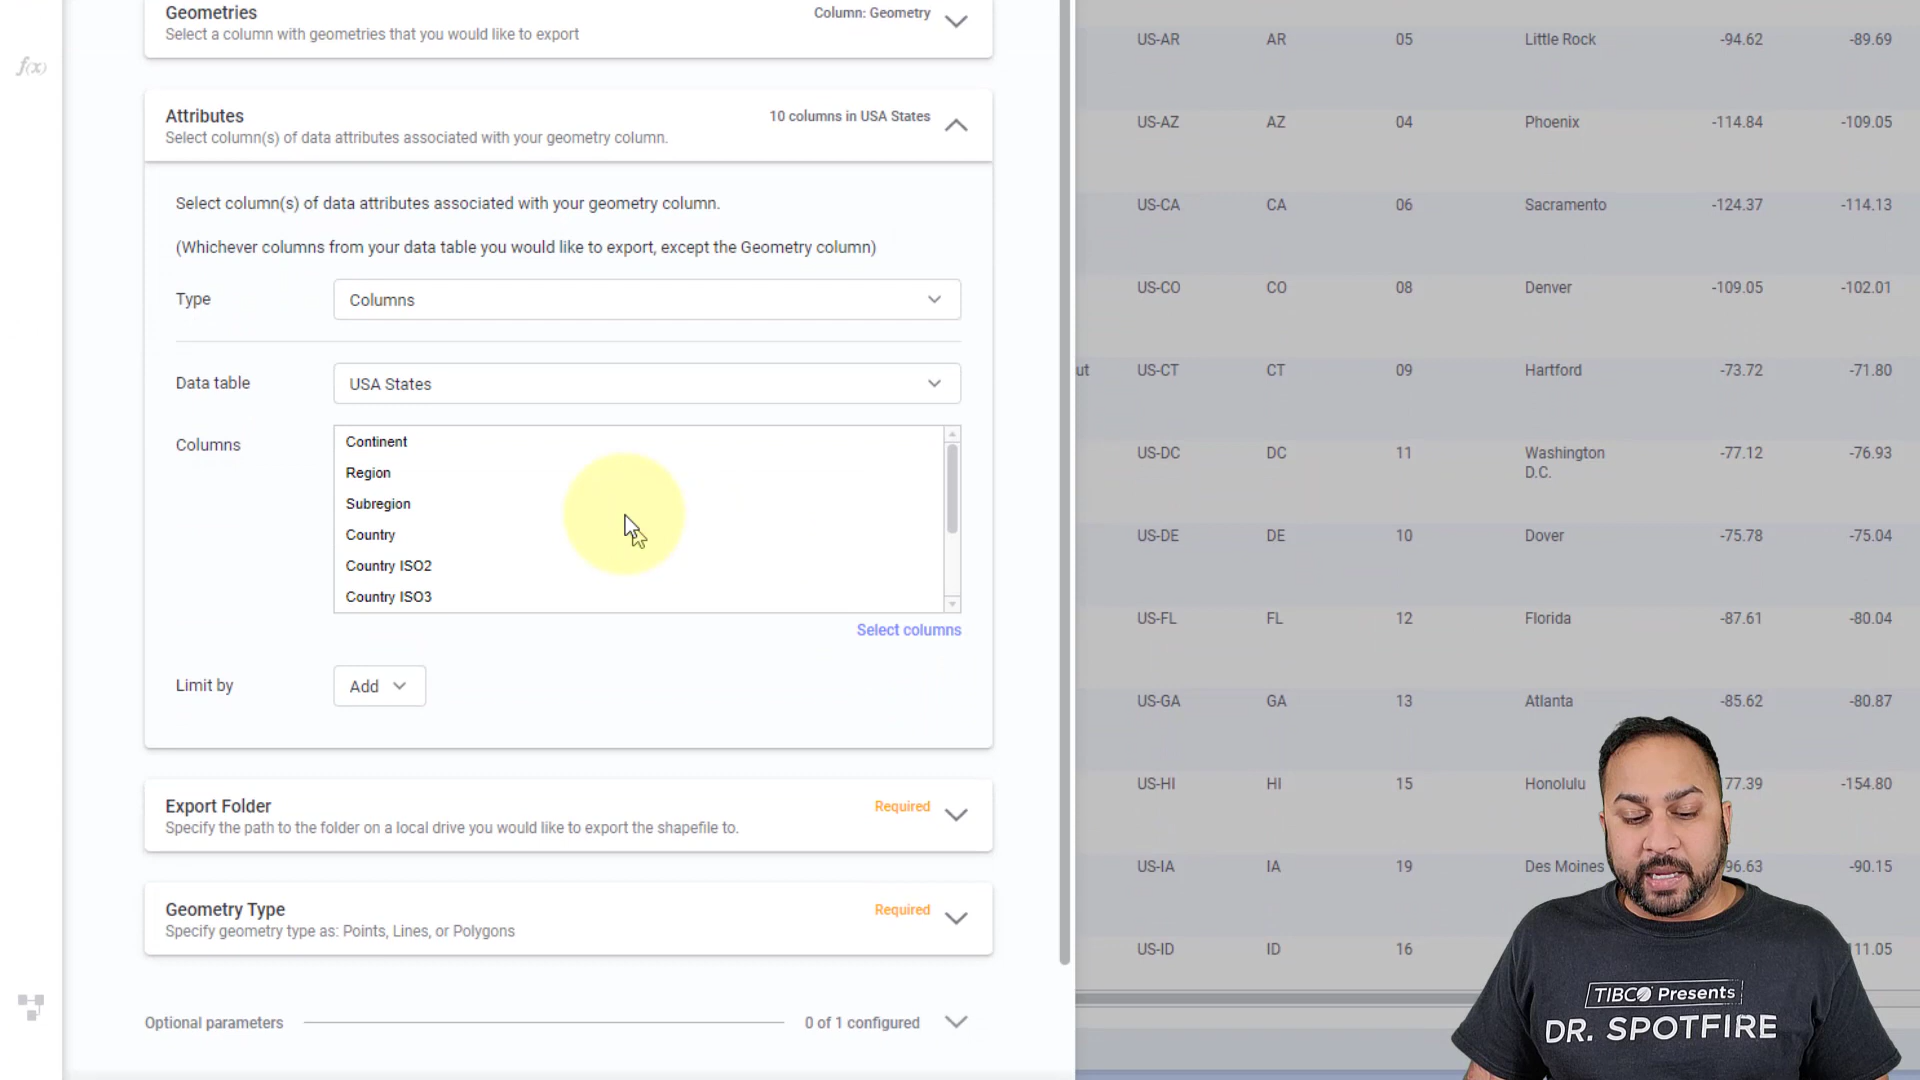 Geometries
Column: Geometry
Select a column with geometries that you would like to export
f(x)
Attributes
10 columns in USA States
Select column(s) of data attributes associated with your geometry column.
Select column(s) of data attributes associated with your geometry column.
(Whichever columns from your data table you would like to export, except the Geometry column)
Type
Columns
Data table
USA States
Columns
Continent
Region
Subregion
Country
Country ISO2
Country ISO3
Select columns
Limit by
Add
Export Folder
Required
Specify the path to the folder on a local drive you would like to export the shapefile to.
Geometry Type
Required
Specify geometry type as: Points, Lines, or Polygons
Optional parameters
0 of 1 configured
US-AR AR 05 Little Rock -94.62 -89.69
US-AZ AZ 04 Phoenix -114.84 -109.05
US-CA CA 06 Sacramento -124.37 -114.13
US-CO CO 08 Denver -109.05 -102.01
ut US-CT CT 09 Hartford -73.72 -71.80
US-DC DC 11 Washington D.C. -77.12 -76.93
US-DE DE 10 Dover -75.78 -75.04
US-FL FL 12 Florida -87.61 -80.04
US-GA GA 13 Atlanta -85.62 -80.87
US-HI HI 15 Honolulu 77.39 -154.80
US-IA IA 19 Des Moines 96.63 -90.15
US-ID ID 16 11.05
TIBCO Presents
DR. SPOTFIRE